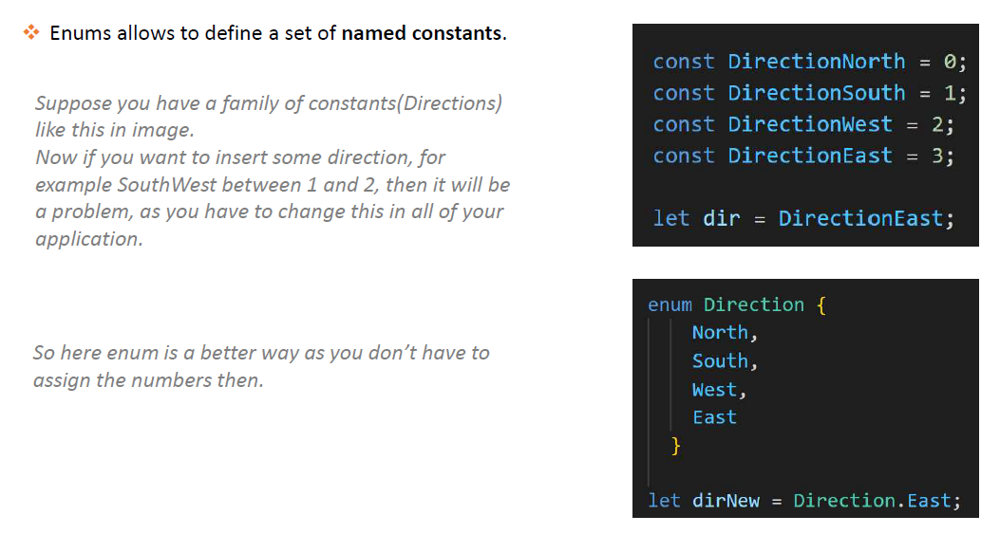 ❖ Enums allows to define a set of named constants.
Suppose you have a family of constants(Directions)
like this in image.
Now if you want to insert some direction, for
example SouthWest between 1 and 2, then it will be
a problem, as you have to change this in all of your
application.
const DirectionNorth = 0;
const DirectionSouth = 1;
const DirectionWest = 2;
const DirectionEast = 3;
let dir = DirectionEast;
So here enum is a better way as you don’t have to
assign the numbers then.
enum Direction {
North,
South,
West,
East
}
let dirNew = Direction.East;